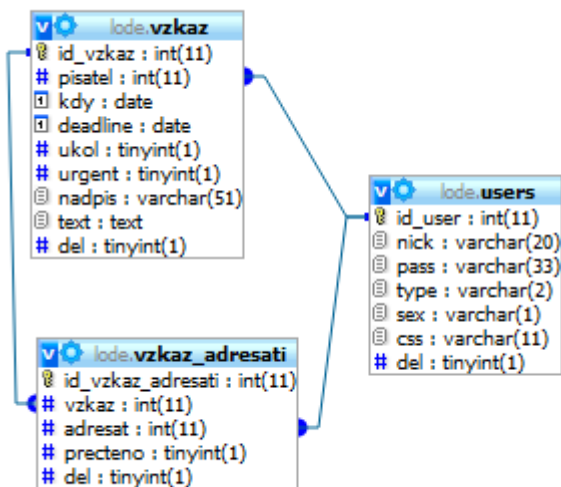 lode.vzkaz
id_vzkaz : int(11)
# pisatel : int(11)
kdy : date
deadline : date
# ukol : tinyint(1)
# urgent : tinyint(1)
nadpis : varchar(51)
text : text
# del : tinyint(1)
lode.users
id_user : int(11)
nick : varchar(20)
pass : varchar(33)
type : varchar(2)
sex : varchar(1)
css : varchar(11)
# del : tinyint(1)
lode.vzkaz_adresati
id_vzkaz_adresati : int(11)
# vzkaz : int(11)
# adresat : int(11)
# precteno : tinyint(1)
# del : tinyint(1)